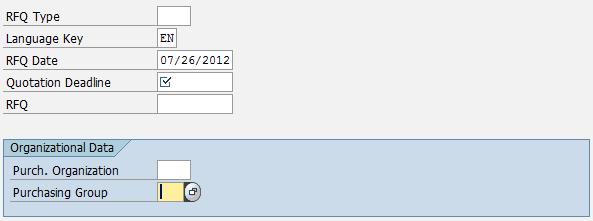 RFQ Type
Language Key EN
RFQ Date 07/26/2012
Quotation Deadline
RFQ
Organizational Data
Purch. Organization
Purchasing Group